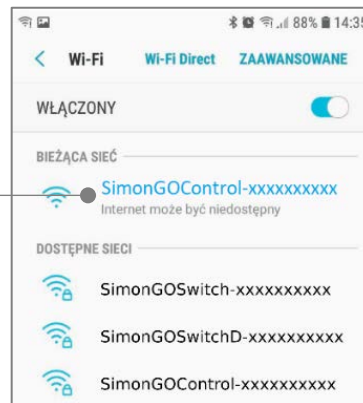 88% 14:35
Wi-Fi Wi-Fi Direct ZAAWANSOWANE
WŁĄCZONY
BIEŻĄCA SIEĆ
SimonGOControl-xxxxxxxxxx
Internet może być niedostępny
DOSTĘPNE SIECI
SimonGOSwitch-xxxxxxxxxx
SimonGOSwitchD-xxxxxxxxxx
SimonGOControl-xxxxxxxxxx